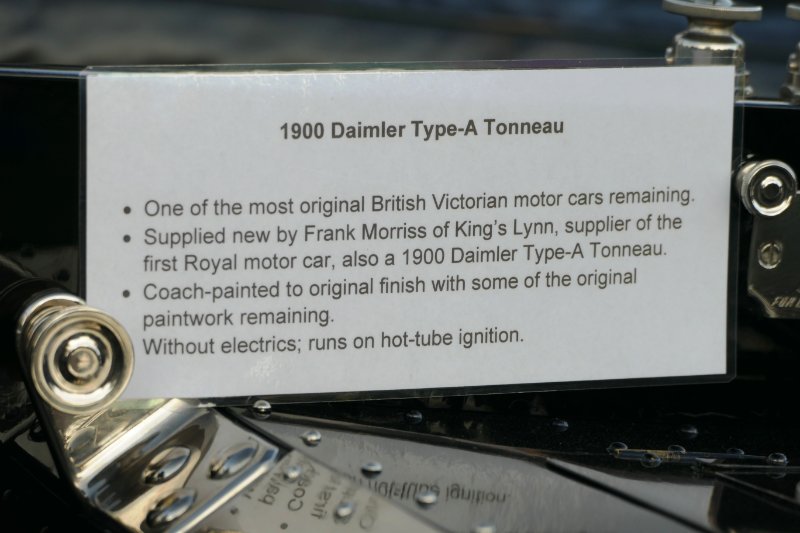 1900 Daimler Type-A Tonneau
• One of the most original British Victorian motor cars remaining.
• Supplied new by Frank Morriss of King's Lynn, supplier of the
first Royal motor car, also a 1900 Daimler Type-A Tonneau.
• Coach-painted to original finish with some of the original
paintwork remaining.
Without electrics; runs on hot-tube ignition.